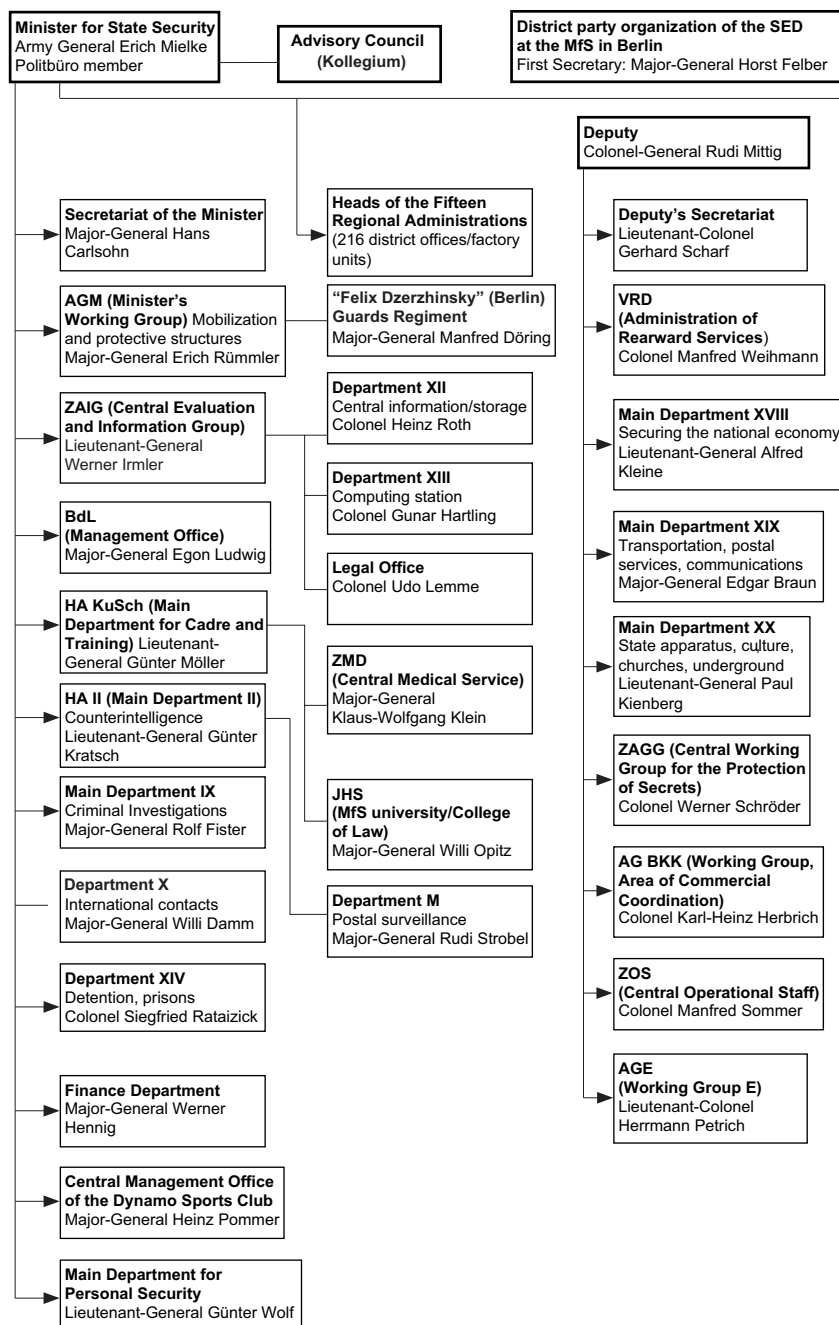 Minister for State Security
Army General Erich Mielke
Politbüro member
Advisory Council
(Kollegium)
District party organization of the SED
at the MfS in Berlin
First Secretary: Major-General Horst Felber
Secretariat of the Minister
Major-General Hans
Carlsohn
AGM (Minister's
Working Group) Mobilization
and protective structures
Major-General Erich Rümmler
ZAIG (Central Evaluation
and Information Group)
Lieutenant-General
Werner Irmler
BdL
(Management Office)
Major-General Egon Ludwig
HA KuSch (Main
Department for Cadre and
Training) Lieutenant-
General Günter Möller
HA II (Main Department II)
Counterintelligence
Lieutenant-General Günter
Kratsch
Main Department IX
Criminal Investigations
Major-General Rolf Fister
Department X
International contacts
Major-General Willi Damm
Department XIV
Detention, prisons
Colonel Siegfried Rataizick
Finance Department
Major-General Werner
Hennig
Central Management Office
of the Dynamo Sports Club
Major-General Heinz Pommer
Main Department for
Personal Security
Lieutenant-General Günter Wolf
Heads of the Fifteen
Regional Administrations
(216 district offices/factory
units)
“Felix Dzerzhinsky” (Berlin)
Guards Regiment
Major-General Manfred Döring
Department XII
Central information/storage
Colonel Heinz Roth
Department XIII
Computing station
Colonel Gunar Hartling
Legal Office
Colonel Udo Lemme
ZMD
(Central Medical Service)
Major-General
Klaus-Wolfgang Klein
JHS
(MfS university/College
of Law)
Major-General Willi Opitz
Department M
Postal surveillance
Major-General Rudi Strobel
Deputy
Colonel-General Rudi Mittig
Deputy's Secretariat
Lieutenant-Colonel
Gerhard Scharf
VRD
(Administration of
Rearward Services)
Colonel Manfred Weihmann
Main Department XVIII
Securing the national economy
Lieutenant-General Alfred
Kleine
Main Department XIX
Transportation, postal
services, communications
Major-General Edgar Braun
Main Department XX
State apparatus, culture,
churches, underground
Lieutenant-General Paul
Kienberg
ZAGG (Central Working
Group for the Protection
of Secrets)
Colonel Werner Schröder
AG BKK (Working Group,
Area of Commercial
Coordination)
Colonel Karl-Heinz Herbrich
ZOS
(Central Operational Staff)
Colonel Manfred Sommer
AGE
(Working Group E)
Lieutenant-Colonel
Herrmann Petrich